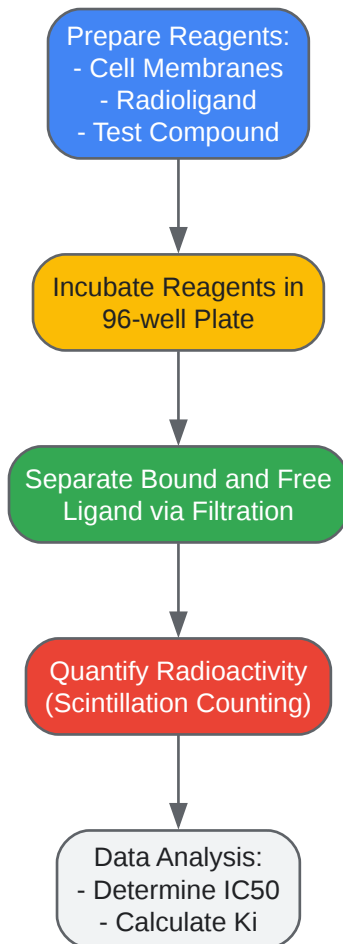 Prepare Reagents:
- Cell Membranes
- Radioligand
- Test Compound
Incubate Reagents in
96-well Plate
Separate Bound and Free
Ligand via Filtration
Quantify Radioactivity
(Scintillation Counting)
Data Analysis:
- Determine IC50
- Calculate Ki